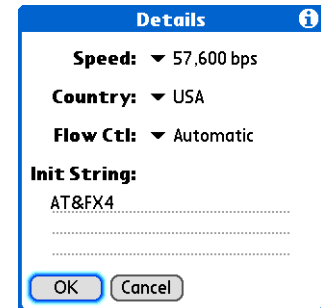 Details
Speed: 57,600 bps
Country: USA
Flow Ctl: Automatic
Init String:
AT&FX4
OK Cancel